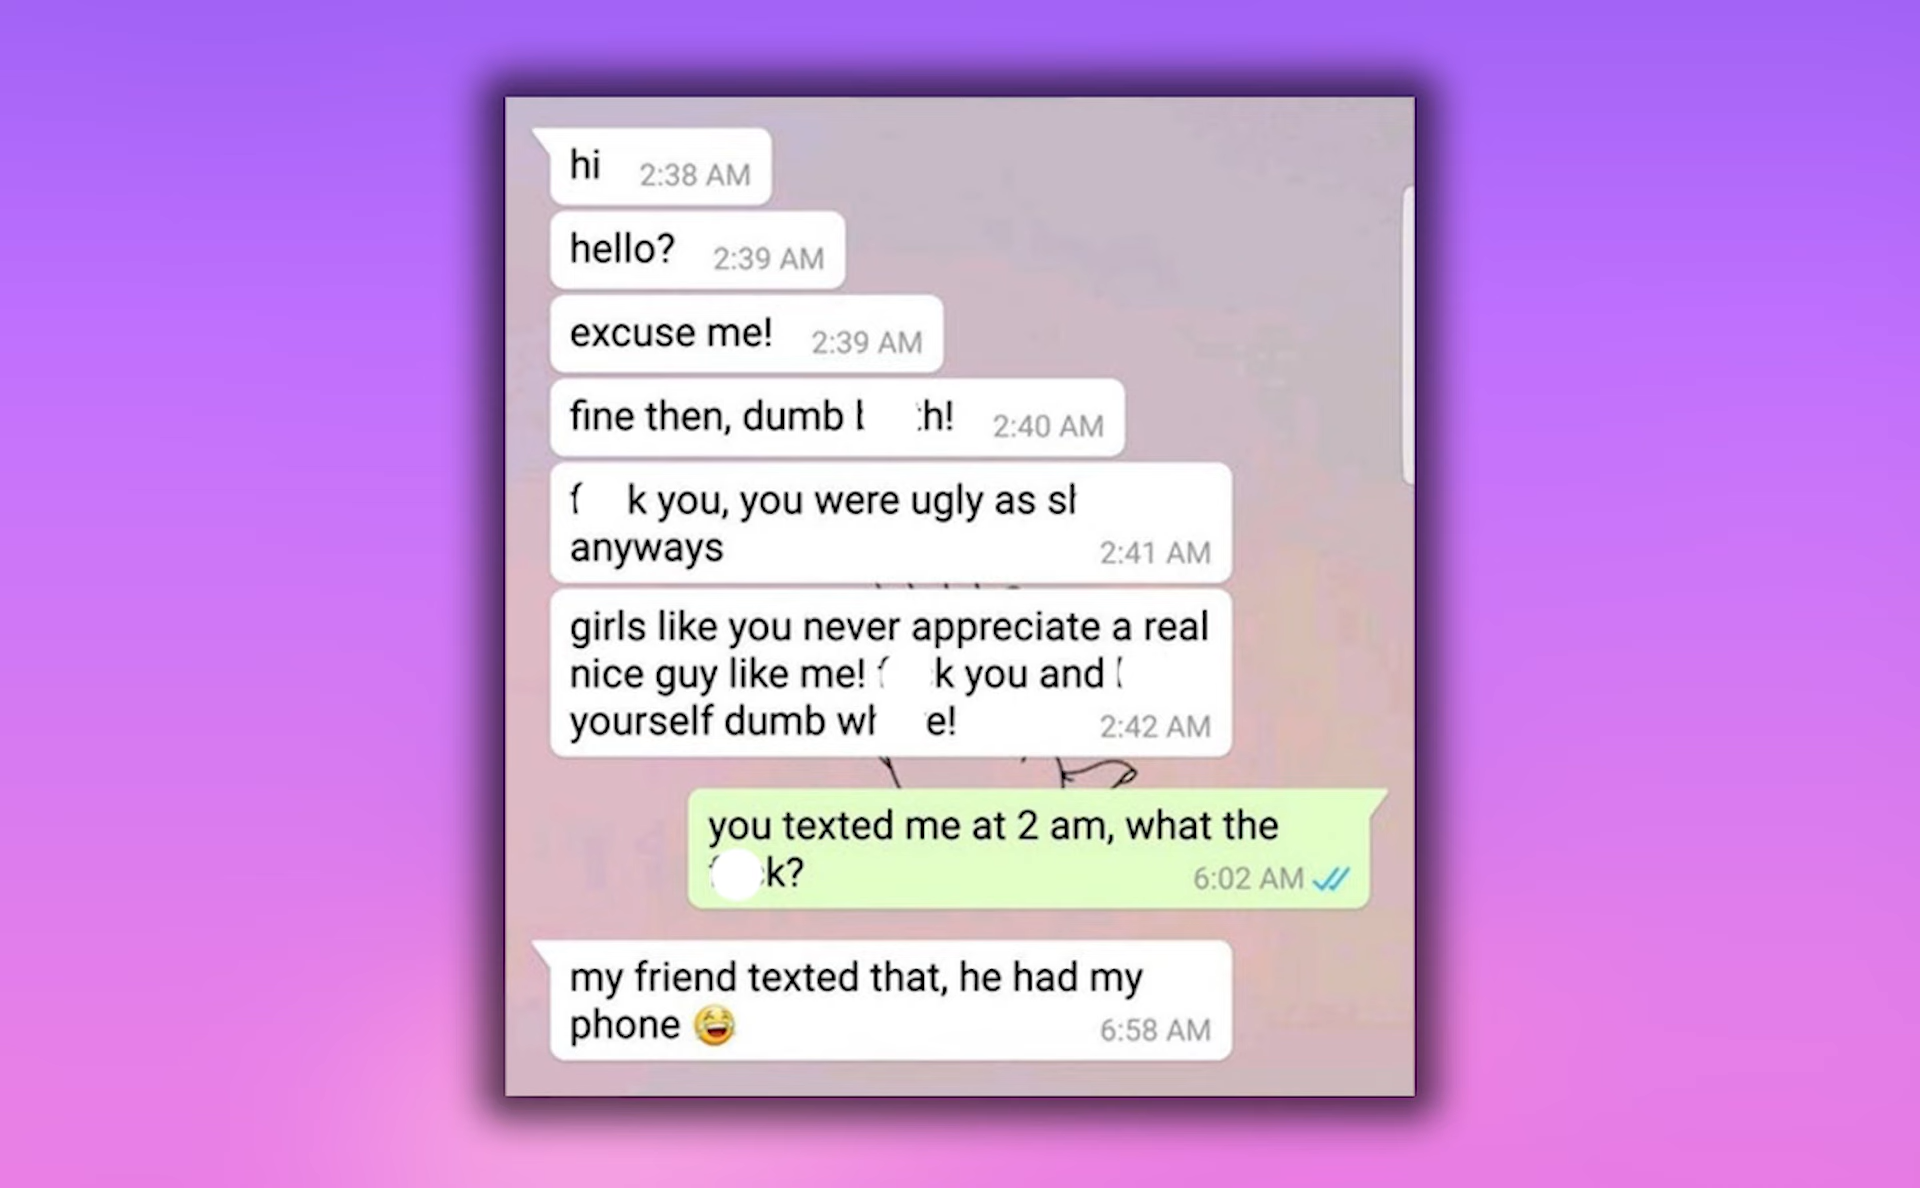 hi 2:38 AM
hello? 2:39 AM
excuse me! 2:39 AM
fine then, dumb 2:40 AM
k you, you were ugly as
anyways 2:41 AM
girls like you never appreciate a real
nice guy like me! k you and
yourself dumb 2:42 AM
you texted me at 2 am, what the
k? 6:02 AM
my friend texted that, he had my
phone 😂 6:58 AM